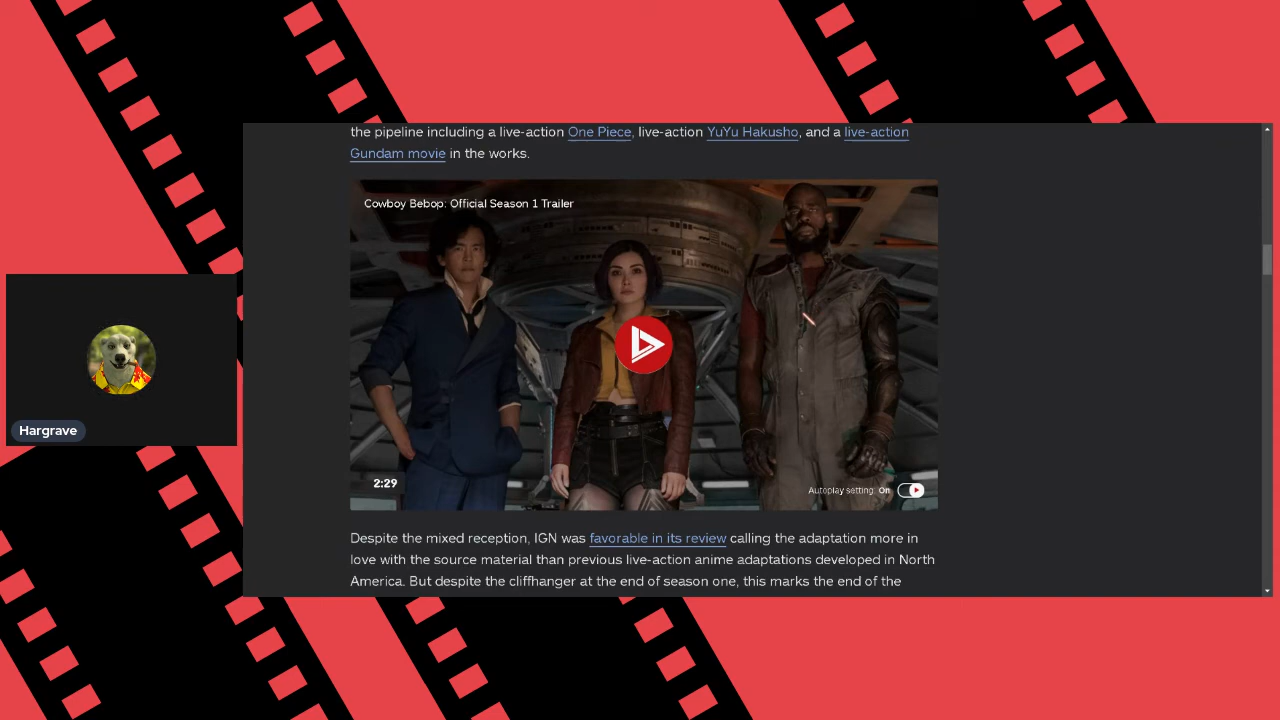 the pipeline including a live-action One Piece, live-action YuYu Hakusho, and a live-action
Gundam movie in the works.
Cowboy Bebop: Official Season 1 Trailer
2:29
Autoplay setting: On
Hargrave
Despite the mixed reception, IGN was favorable in its review calling the adaptation more in
love with the source material than previous live-action anime adaptations developed in North
America. But despite the cliffhanger at the end of season one, this marks the end of the